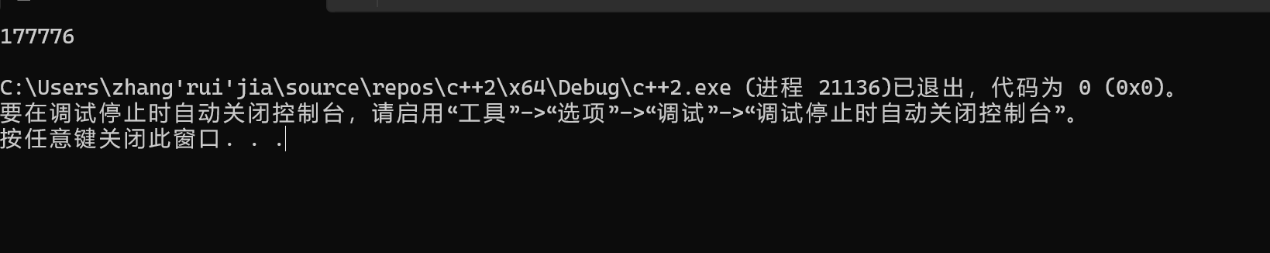 177776
C:\Users\zhang'rui'jia\source\repos\c++2\x64\Debug\c++2.exe (进程 21136)已退出，代码为 0 (0x0)。
要在调试停止时自动关闭控制台，请启用“工具”->“选项”->“调试”->“调试停止时自动关闭控制台”。
按任意键关闭此窗口. . .